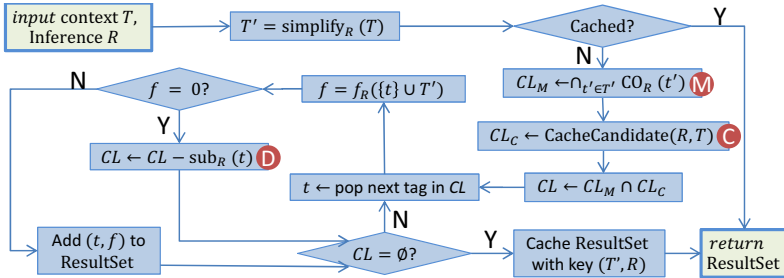 input context T,
Inference R
T′ = simplify_R (T)
Cached?
Y
N
N
f = 0?
f = f_R({t} ∪ T′)
CL_M ←∩_{t′∈T′} CO_R (t′)
M
Y
CL_C ← CacheCandidate(R, T)
C
CL ← CL − sub_R (t)
D
t ← pop next tag in CL
CL ← CL_M ∩ CL_C
N
Add (t, f) to
ResultSet
CL = ∅?
Y
Cache ResultSet
with key (T′, R)
return
ResultSet